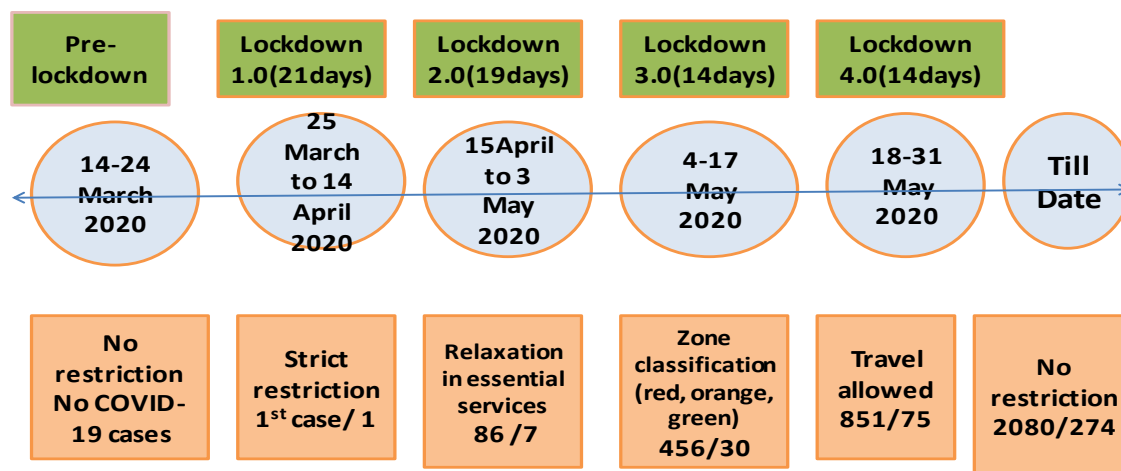 Pre-
lockdown
Lockdown
1.0(21days)
Lockdown
2.0(19days)
Lockdown
3.0(14days)
Lockdown
4.0(14days)
14-24
March
2020
25
March
to 14
April
2020
15April
to 3
May
2020
4-17
May
2020
18-31
May
2020
Till
Date
No
restriction
No COVID-
19 cases
Strict
restriction
1st case/ 1
Relaxation
in essential
services
86 /7
Zone
classification
(red, orange,
green)
456/30
Travel
allowed
851/75
No
restriction
2080/274